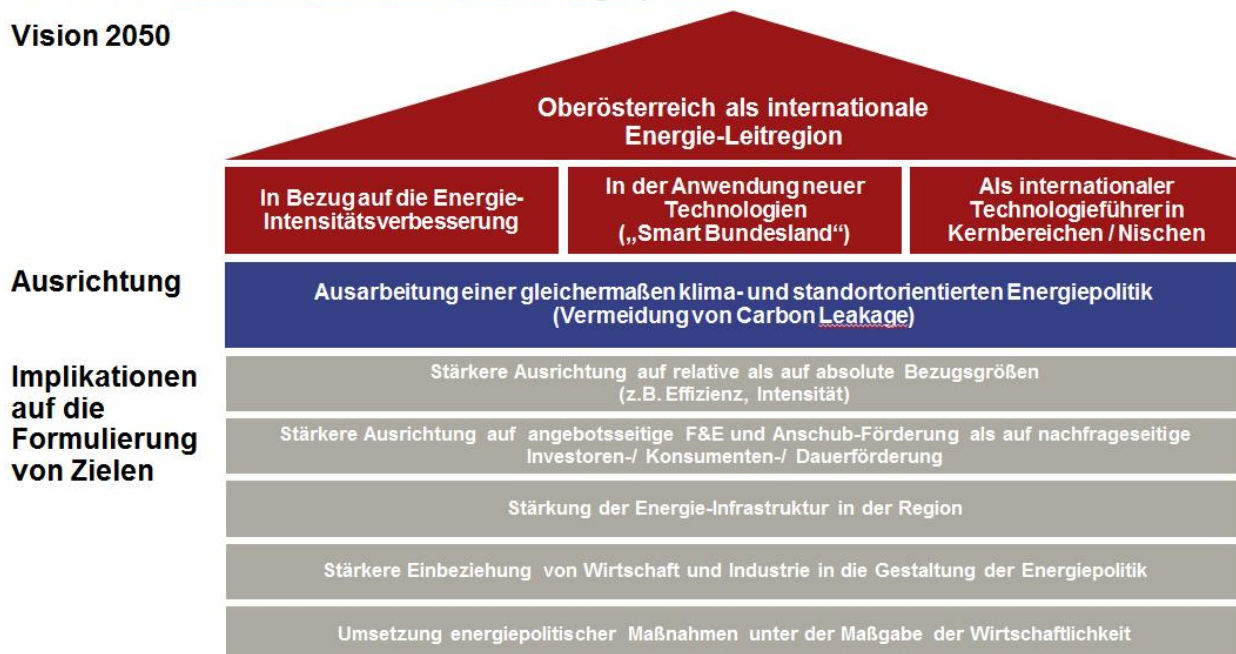 Vision 2050
Oberösterreich als internationale
Energie-Leitregion
In Bezug auf die Energie-
Intensitätsverbesserung
In der Anwendung neuer
Technologien
(„Smart Bundesland“)
Als internationaler
Technologieführer in
Kernbereichen / Nischen
Ausrichtung
Ausarbeitung einer gleichermaßen klima- und standortorientierten Energiepolitik
(Vermeidung von Carbon Leakage)
Implikationen
auf die
Formulierung
von Zielen
Stärkere Ausrichtung auf relative als auf absolute Bezugsgrößen
(z.B. Effizienz, Intensität)
Stärkere Ausrichtung auf angebotsseitige F&E und Anschub-Förderung als auf nachfrageseitige
Investoren-/ Konsumenten-/ Dauerförderung
Stärkung der Energie-Infrastruktur in der Region
Stärkere Einbeziehung von Wirtschaft und Industrie in die Gestaltung der Energiepolitik
Umsetzung energiepolitischer Maßnahmen unter der Maßgabe der Wirtschaftlichkeit